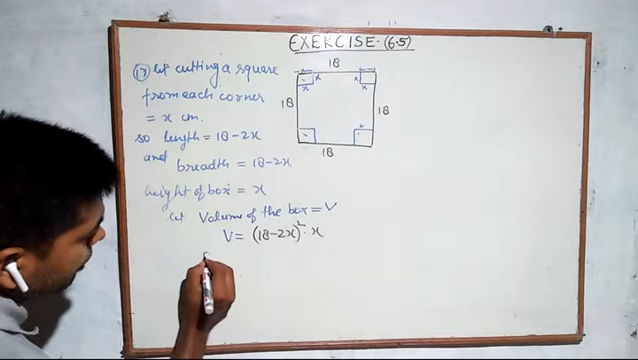 EXERCISE·(6·5)
17) let cutting a square
from each corner
= x cm.
so length = 18-2x
and breadth = 18-2x
height of box = x
let volume of the box = V
V = (18-2x)²· x
18
x
x
x
x
18
18
18